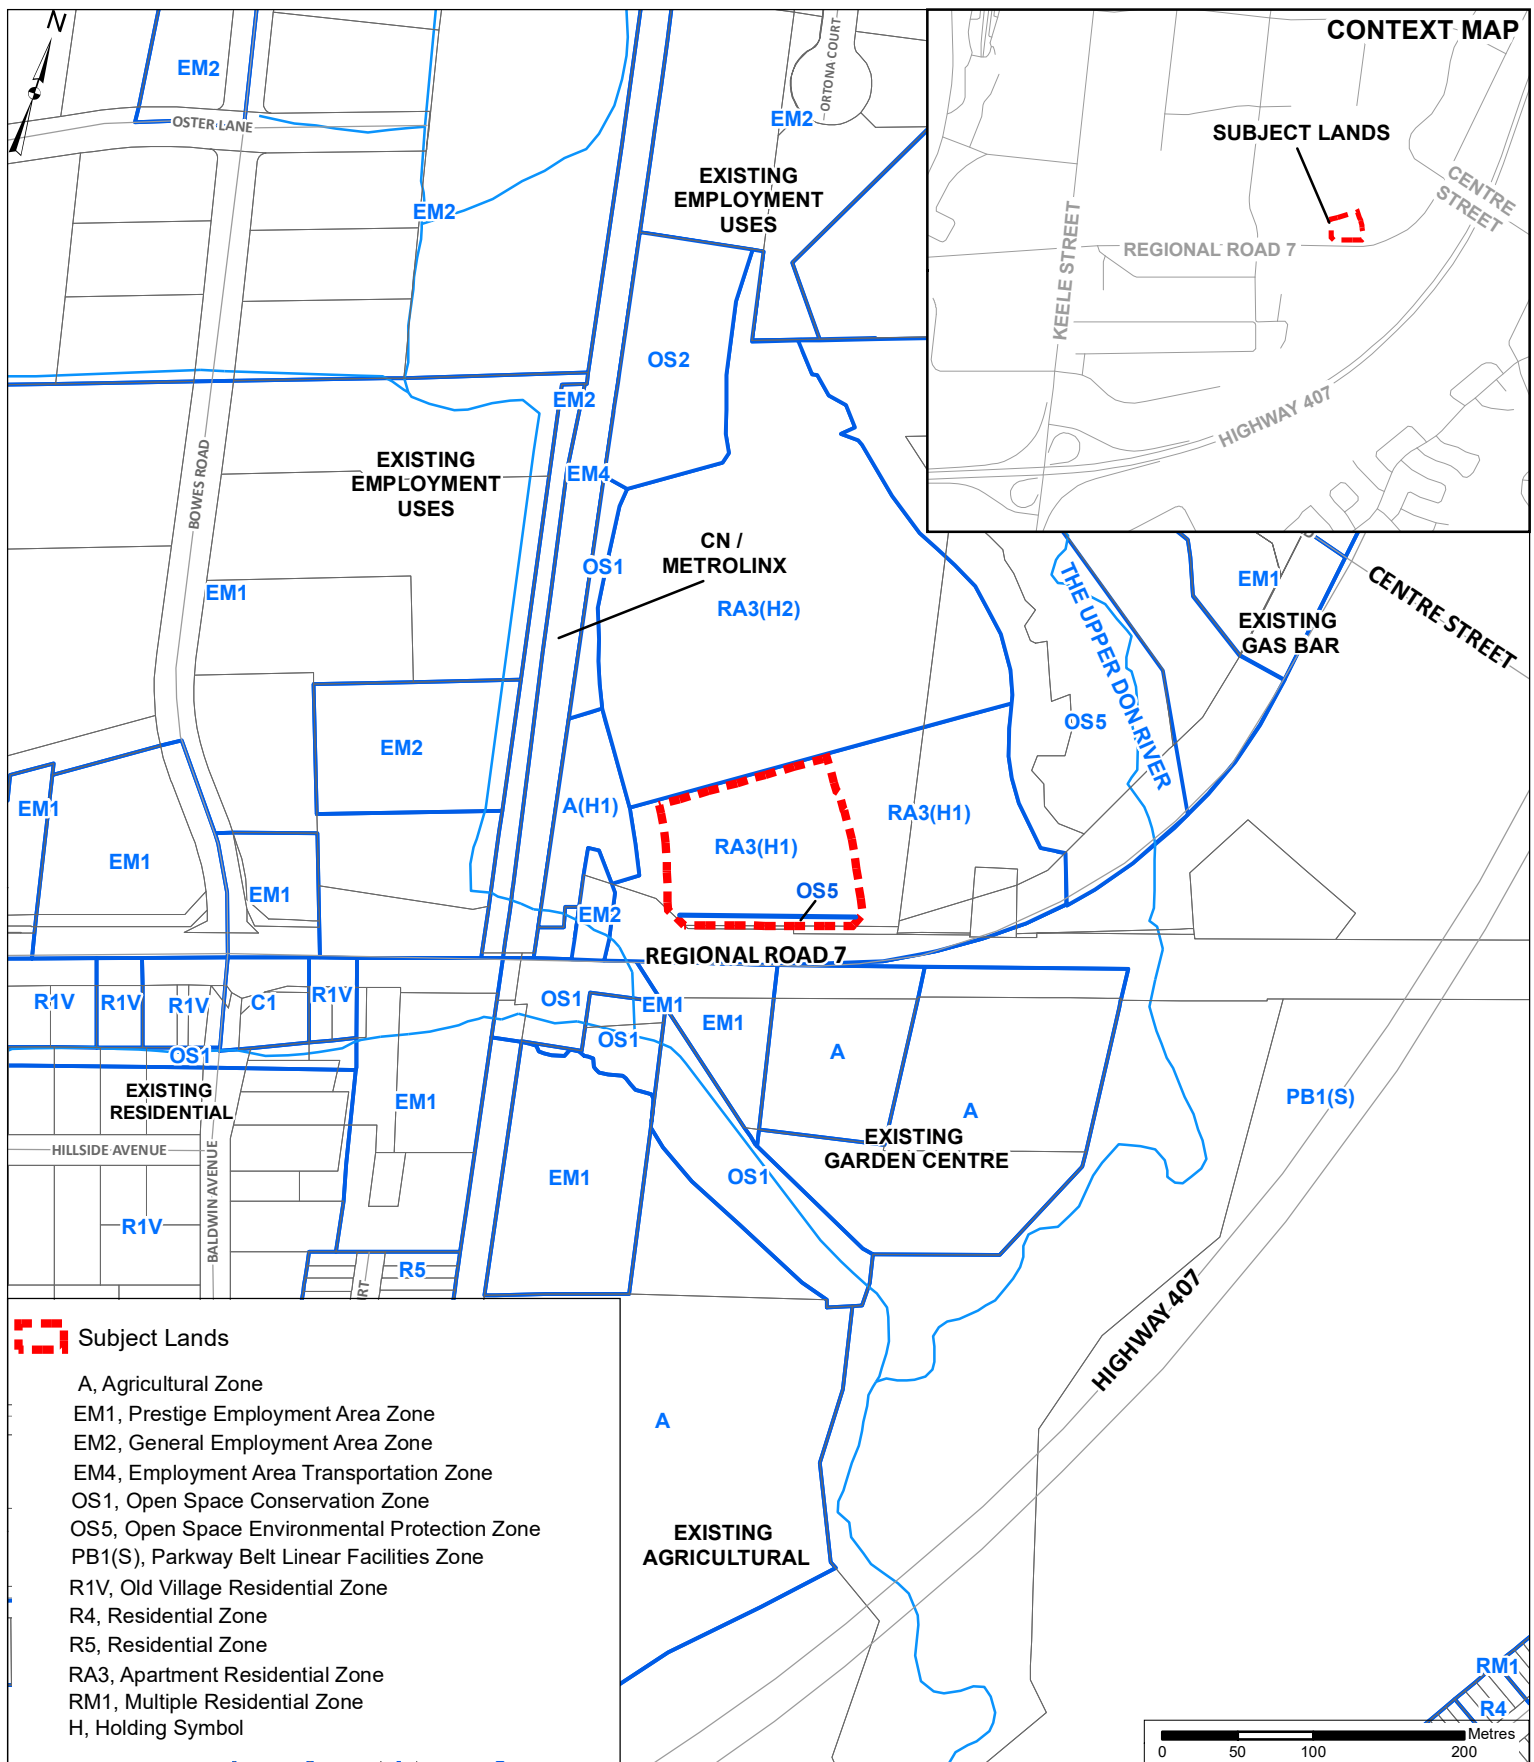 N
CONTEXT MAP
SUBJECT LANDS
CENTRE
STREET
REGIONAL ROAD 7
KEELE STREET
HIGHWAY 407
EM2
OSTER LANE
ORTONA COURT
EM2
EXISTING
EMPLOYMENT
USES
EM2
OS2
EM2
BOWES ROAD
EXISTING
EMPLOYMENT
USES
EM4
CN /
METROLINX
OS1
RA3(H2)
EM1
THE UPPER DON RIVER
EM1
EXISTING
GAS BAR
CENTRE STREET
OS5
EM2
EM1
A(H1)
RA3(H1)
RA3(H1)
EM1
EM1
OS5
EM2
REGIONAL ROAD 7
R1V
R1V
R1V
C1
R1V
OS1
EM1
EM1
OS1
OS1
A
EXISTING
RESIDENTIAL
EM1
A
PB1(S)
HILLSIDE AVENUE
BALDWIN AVENUE
EXISTING
GARDEN CENTRE
EM1
OS1
R1V
R5
RT
HIGHWAY 407
Subject Lands
A, Agricultural Zone
EM1, Prestige Employment Area Zone
EM2, General Employment Area Zone
EM4, Employment Area Transportation Zone
OS1, Open Space Conservation Zone
OS5, Open Space Environmental Protection Zone
PB1(S), Parkway Belt Linear Facilities Zone
R1V, Old Village Residential Zone
R4, Residential Zone
R5, Residential Zone
RA3, Apartment Residential Zone
RM1, Multiple Residential Zone
H, Holding Symbol
A
EXISTING
AGRICULTURAL
RM1
R4
Metres
0 50 100 200